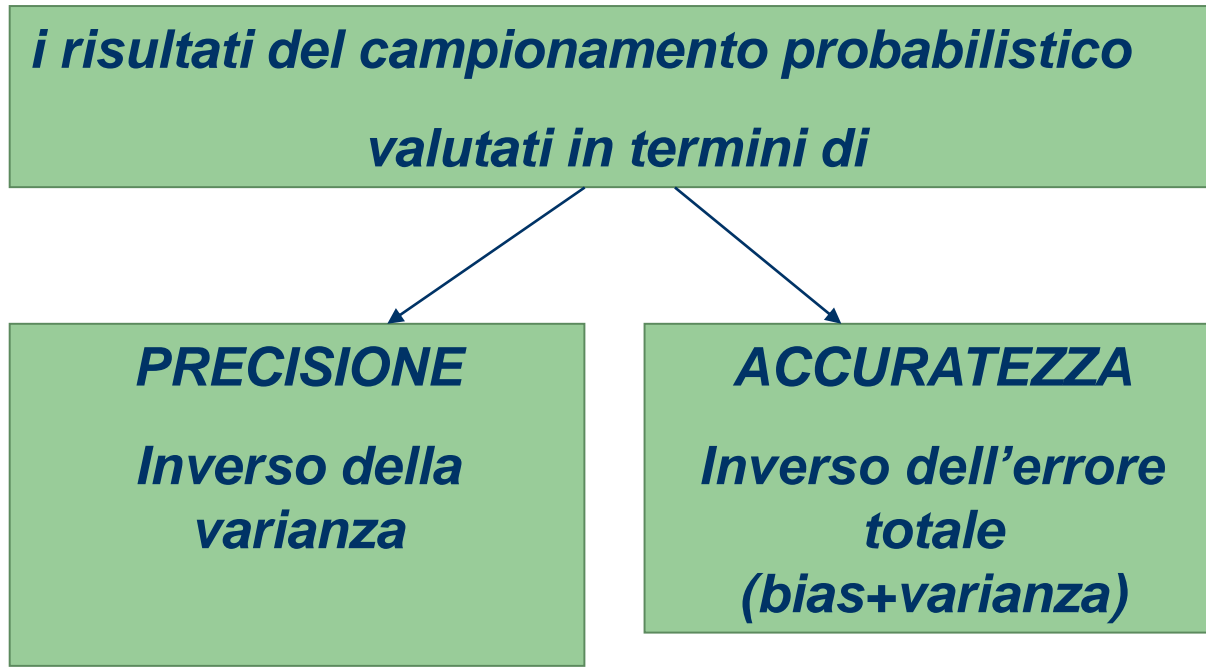 i risultati del campionamento probabilistico
valutati in termini di
PRECISIONE
Inverso della
varianza
ACCURATEZZA
Inverso dell’errore
totale
(bias+varianza)